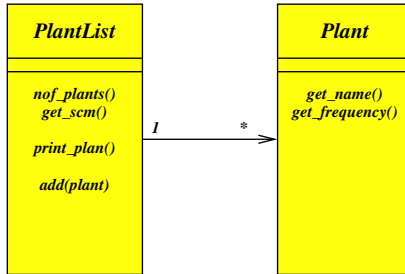 PlantList
nof_plants()
get_scm()
print_plan()
add(plant)
1
*
Plant
get_name()
get_frequency()